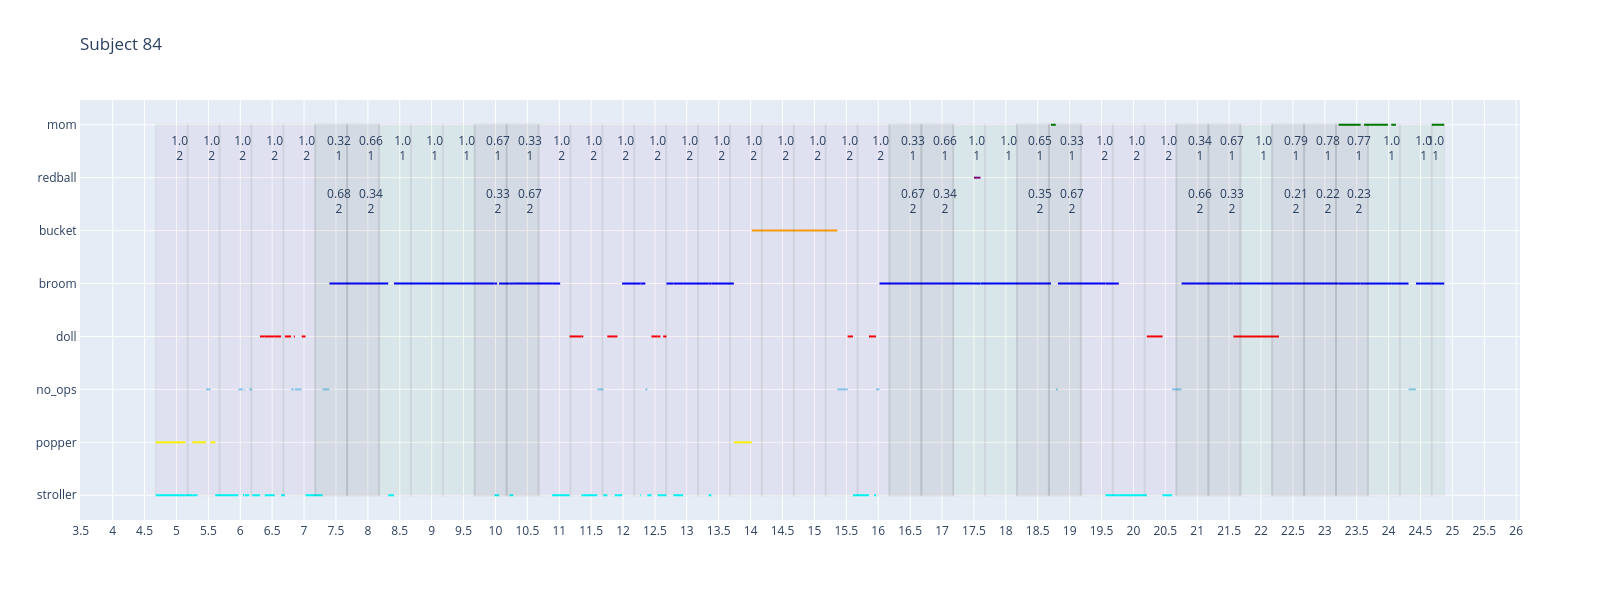 Subject 84
mom
1.0 1.0 1.0 1.0 1.0 0.32 0.66 1.0 1.0 1.0 0.67 0.33 1.0 1.0 1.0 1.0 1.0 1.0 1.0 1.0 1.0 1.0 1.0 0.33 0.66 1.0 1.0 0.65 0.33 1.0 1.0 1.0 0.34 0.67 1.0 0.79 0.78 0.77 1.0 1.0 1.0
2 2 2 2 2 1 1 1 1 1 1 1 2 2 2 2 2 2 2 2 2 2 2 1 1 1 1 1 1 2 2 2 1 1 1 1 1 1 1 1 1
redball
0.68 0.34 0.33 0.67 0.67 0.34 0.35 0.67 0.66 0.33 0.21 0.22 0.23
2 2 2 2 2 2 2 2 2 2 2 2 2
bucket
broom
doll
no_ops
popper
stroller
3.5 4 4.5 5 5.5 6 6.5 7 7.5 8 8.5 9 9.5 10 10.5 11 11.5 12 12.5 13 13.5 14 14.5 15 15.5 16 16.5 17 17.5 18 18.5 19 19.5 20 20.5 21 21.5 22 22.5 23 23.5 24 24.5 25 25.5 26